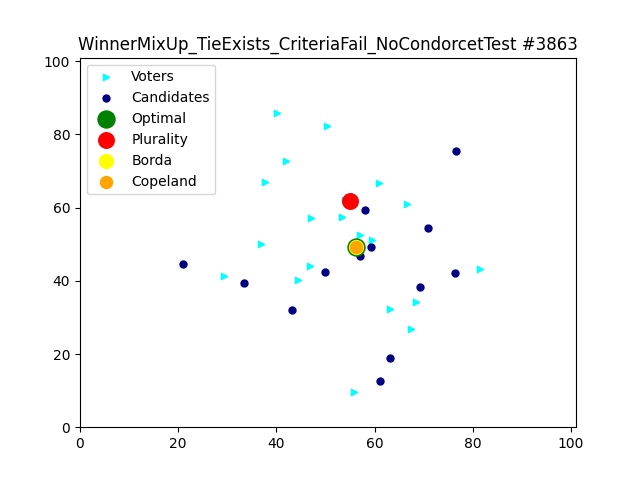 WinnerMixUp_TieExists_CriteriaFail_NoCondorcetTest #3863
100
80
60
40
20
0
Voters
Candidates
Optimal
Plurality
Borda
Copeland
0 20 40 60 80 100